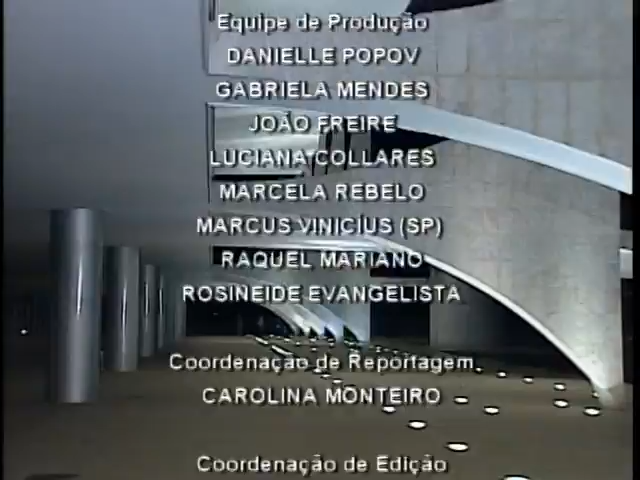 Equipe de Produção
DANIELLE POPOV
GABRIELA MENDES
JOÃO FREIRE
LUCIANA COLLARES
MARCELA REBELO
MARCUS VINICÍUS (SP)
RAQUEL MARIANO
ROSINEIDE EVANGELISTA
Coordenação de Reportagem
CAROLINA MONTEIRO
Coordenação de Edição